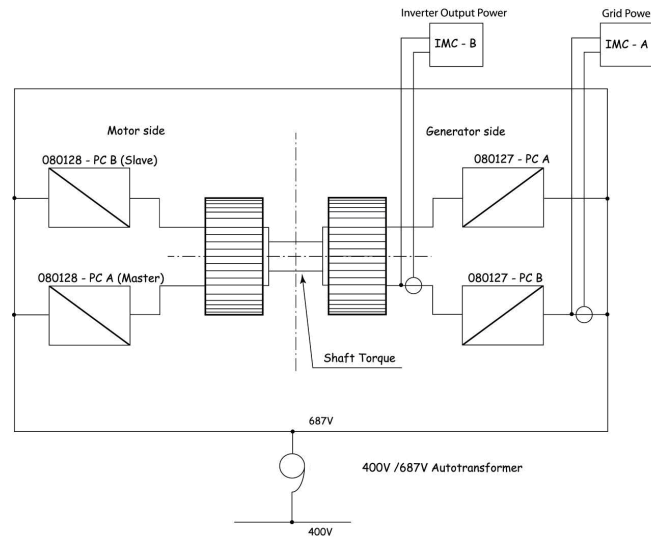 Inverter Output Power
Grid Powe
IMC - B
IMC - A
Motor side
Generator side
080128 - PC B (Slave)
080127 - PC A
080128 - PC A (Master)
080127 - PC B
Shaft Torque
687V
400V /687V Autotransformer
400V